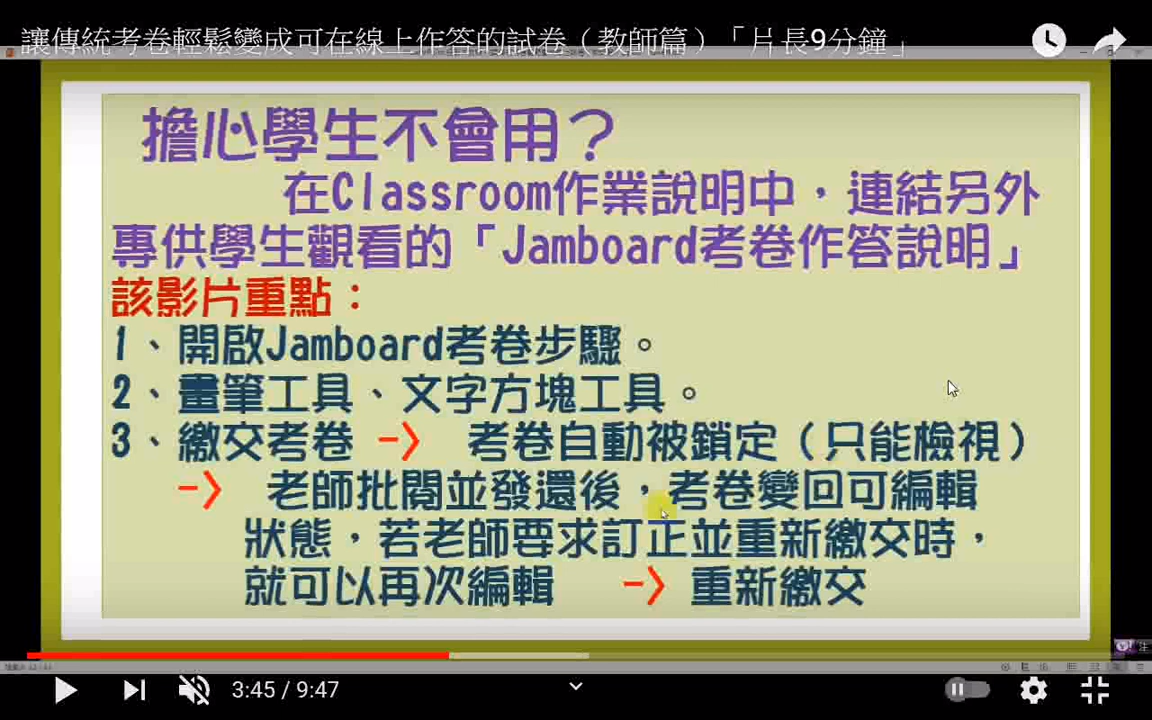 讓傳統考卷輕鬆變成可在線上作答的試卷（教師篇）「片長9分鐘」
擔心學生不會用？
在Classroom作業說明中，連結另外
專供學生觀看的「Jamboard考卷作答說明」
該影片重點：
1、開啟Jamboard考卷步驟。
2、畫筆工具、文字方塊工具。
3、繳交考卷 -> 考卷自動被鎖定（只能檢視）
-> 老師批閱並發還後，考卷變回可編輯
狀態，若老師要求訂正並重新繳交時，
就可以再次編輯 -> 重新繳交
3:45 / 9:47